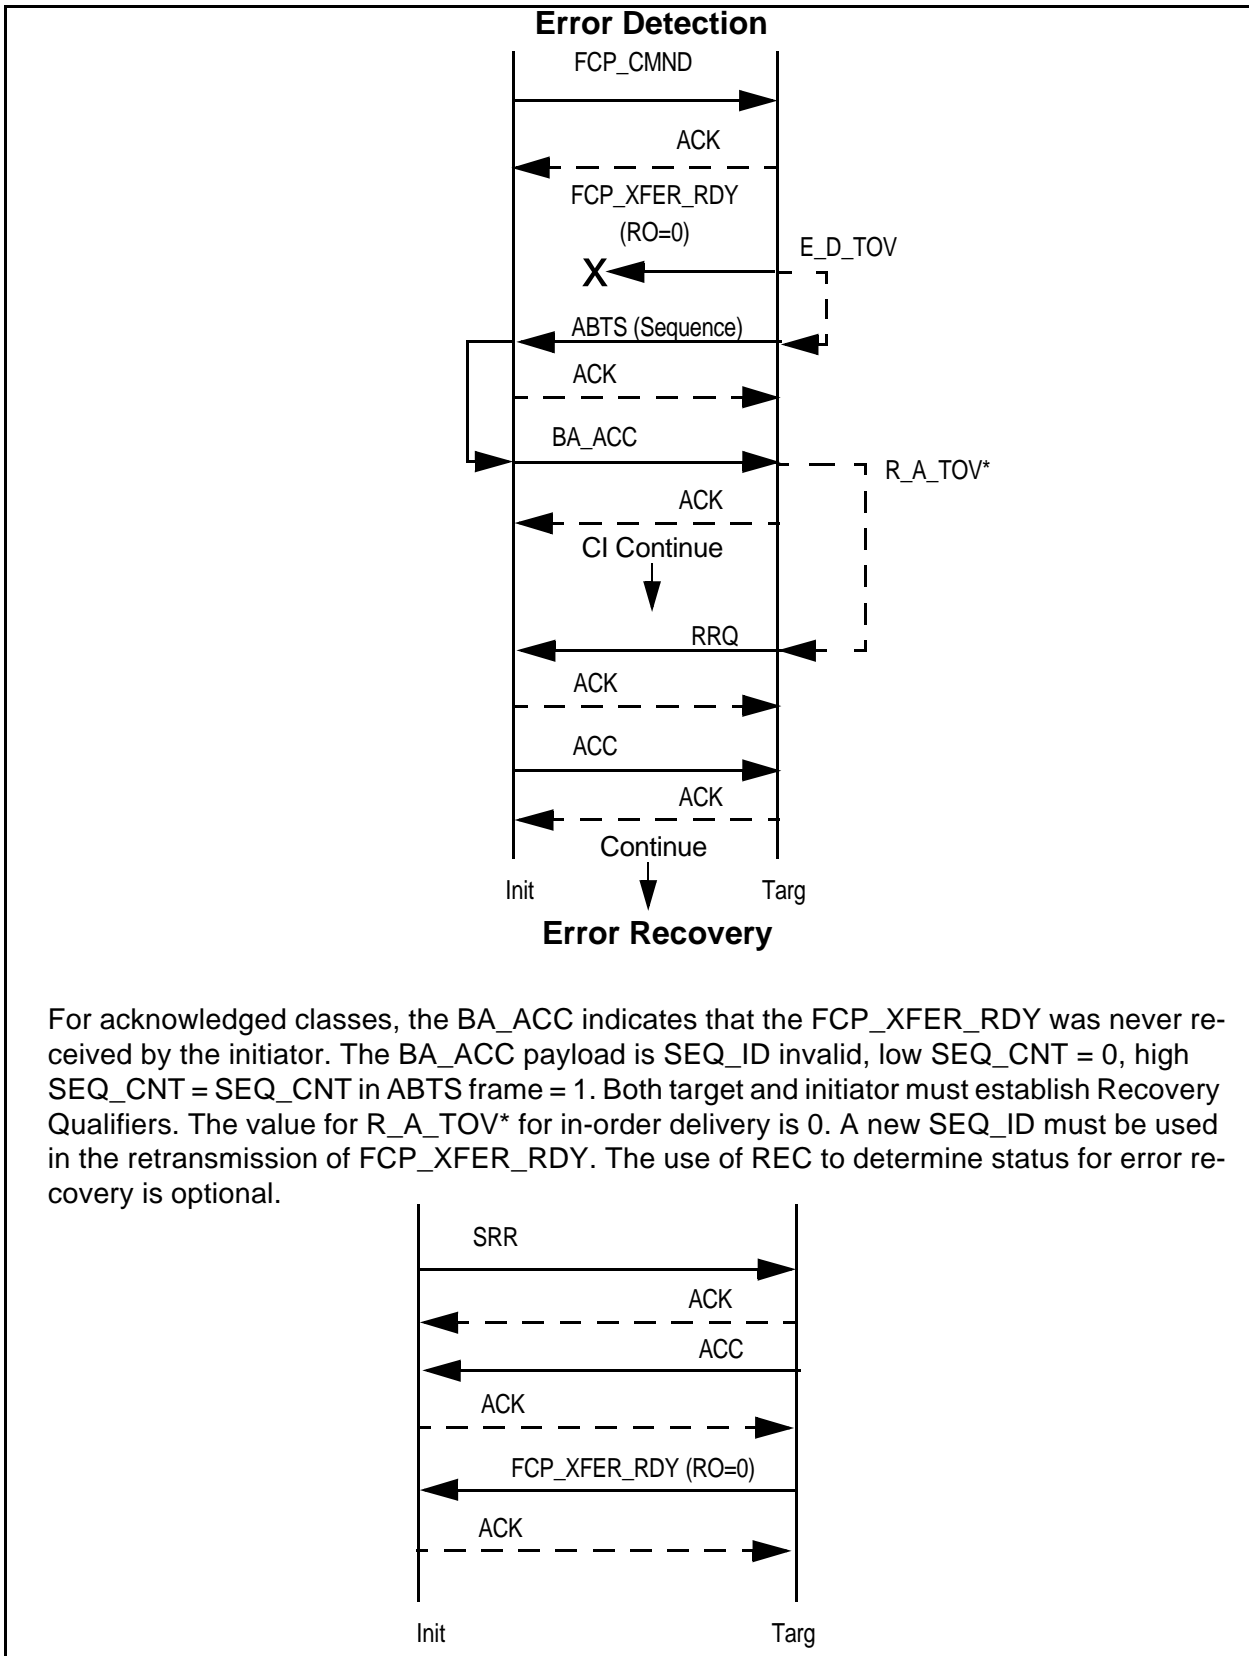 Error Detection
FCP_CMND
ACK
FCP_XFER_RDY
(RO=0)
E_D_TOV
X
ABTS (Sequence)
ACK
BA_ACC
R_A_TOV*
ACK
CI Continue
RRQ
ACK
ACC
ACK
Continue
Init
Targ
Error Recovery
For acknowledged classes, the BA_ACC indicates that the FCP_XFER_RDY was never re-
ceived by the initiator. The BA_ACC payload is SEQ_ID invalid, low SEQ_CNT = 0, high
SEQ_CNT = SEQ_CNT in ABTS frame = 1. Both target and initiator must establish Recovery
Qualifiers. The value for R_A_TOV* for in-order delivery is 0. A new SEQ_ID must be used
in the retransmission of FCP_XFER_RDY. The use of REC to determine status for error re-
covery is optional.
SRR
ACK
ACC
ACK
FCP_XFER_RDY (RO=0)
ACK
Init
Targ